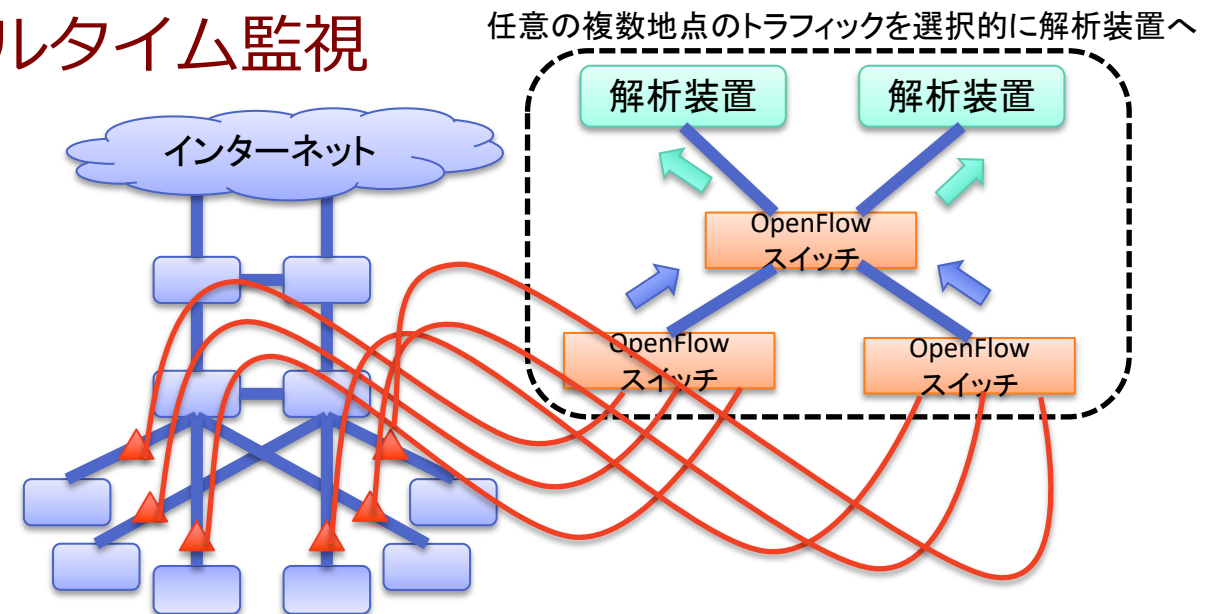 ルタイム監視
任意の複数地点のトラフィックを選択的に解析装置へ
解析装置
解析装置
インターネット
OpenFlow
スイッチ
OpenFlow
スイッチ
OpenFlow
スイッチ